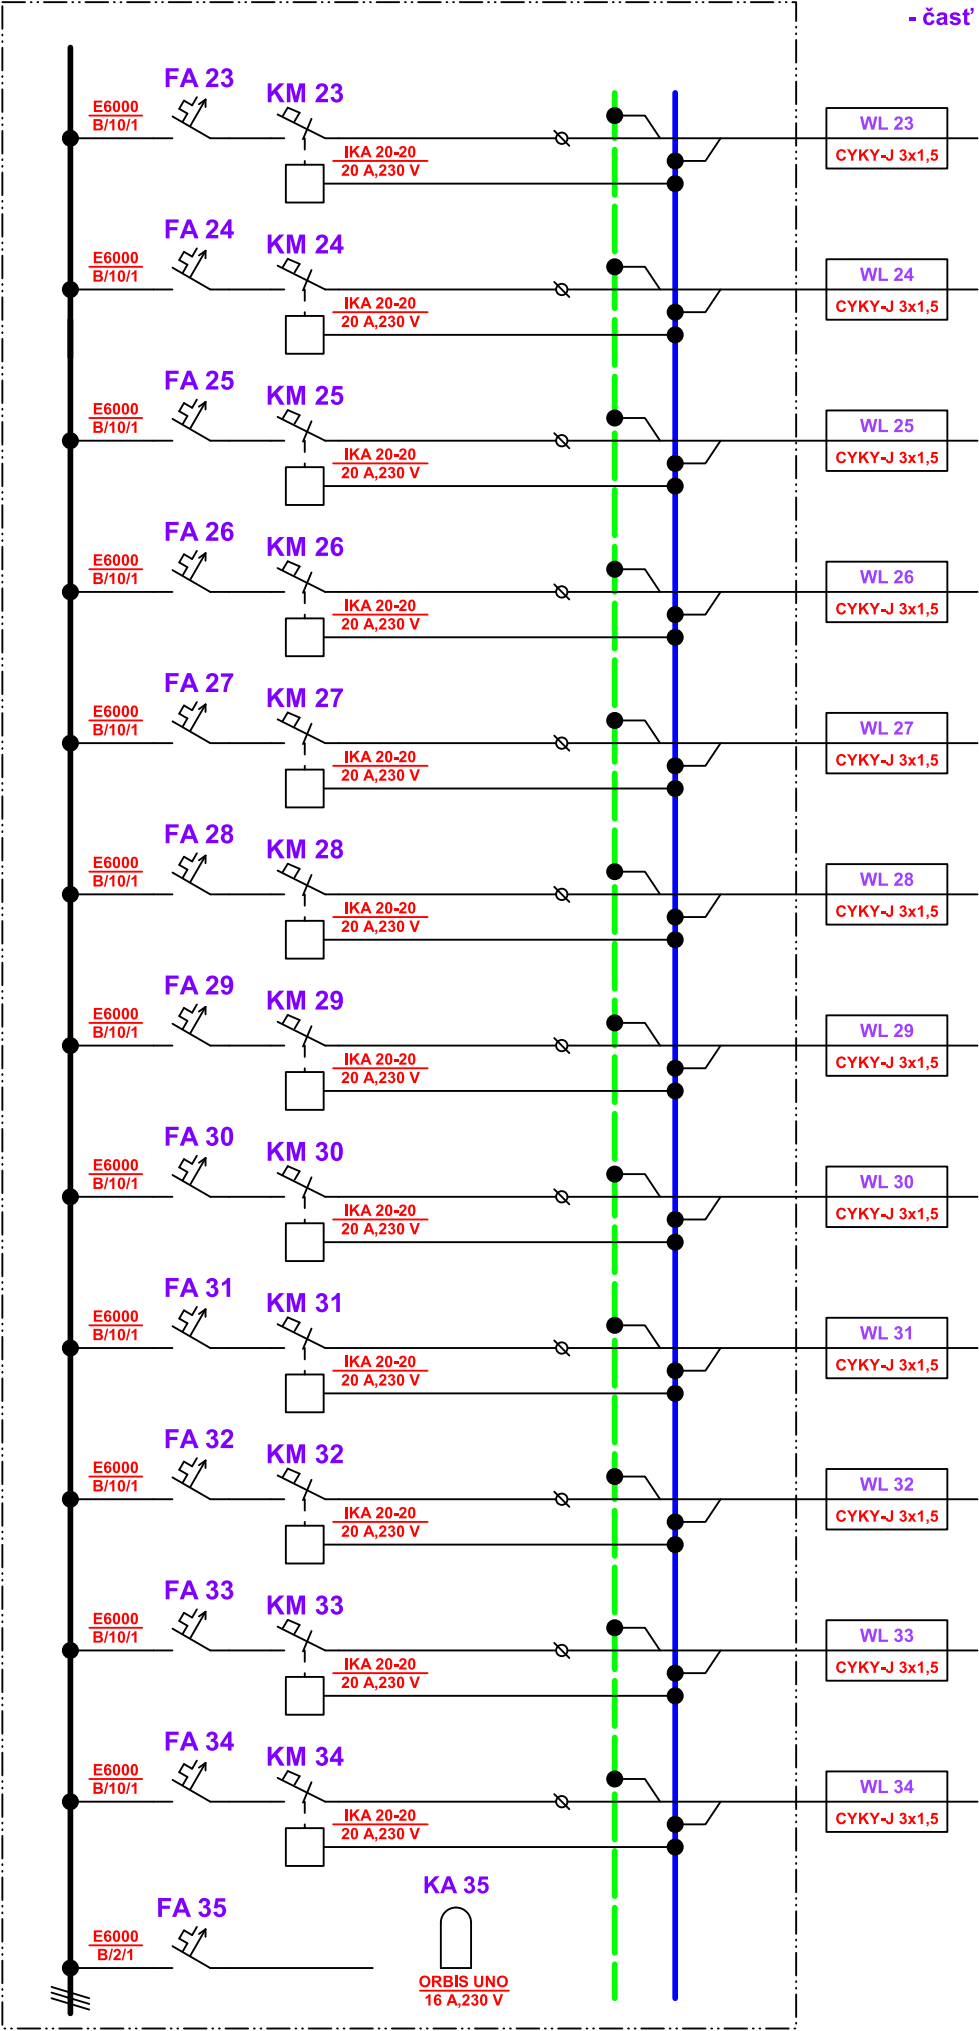 - časť
FA 23
KM 23
E6000
B/10/1
IKA 20-20
20 A,230 V
WL 23
CYKY-J 3x1,5
FA 24
KM 24
E6000
B/10/1
IKA 20-20
20 A,230 V
WL 24
CYKY-J 3x1,5
FA 25
KM 25
E6000
B/10/1
IKA 20-20
20 A,230 V
WL 25
CYKY-J 3x1,5
FA 26
KM 26
E6000
B/10/1
IKA 20-20
20 A,230 V
WL 26
CYKY-J 3x1,5
FA 27
KM 27
E6000
B/10/1
IKA 20-20
20 A,230 V
WL 27
CYKY-J 3x1,5
FA 28
KM 28
E6000
B/10/1
IKA 20-20
20 A,230 V
WL 28
CYKY-J 3x1,5
FA 29
KM 29
E6000
B/10/1
IKA 20-20
20 A,230 V
WL 29
CYKY-J 3x1,5
FA 30
KM 30
E6000
B/10/1
IKA 20-20
20 A,230 V
WL 30
CYKY-J 3x1,5
FA 31
KM 31
E6000
B/10/1
IKA 20-20
20 A,230 V
WL 31
CYKY-J 3x1,5
FA 32
KM 32
E6000
B/10/1
IKA 20-20
20 A,230 V
WL 32
CYKY-J 3x1,5
FA 33
KM 33
E6000
B/10/1
IKA 20-20
20 A,230 V
WL 33
CYKY-J 3x1,5
FA 34
KM 34
E6000
B/10/1
IKA 20-20
20 A,230 V
WL 34
CYKY-J 3x1,5
FA 35
KA 35
E6000
B/2/1
ORBIS UNO
16 A,230 V